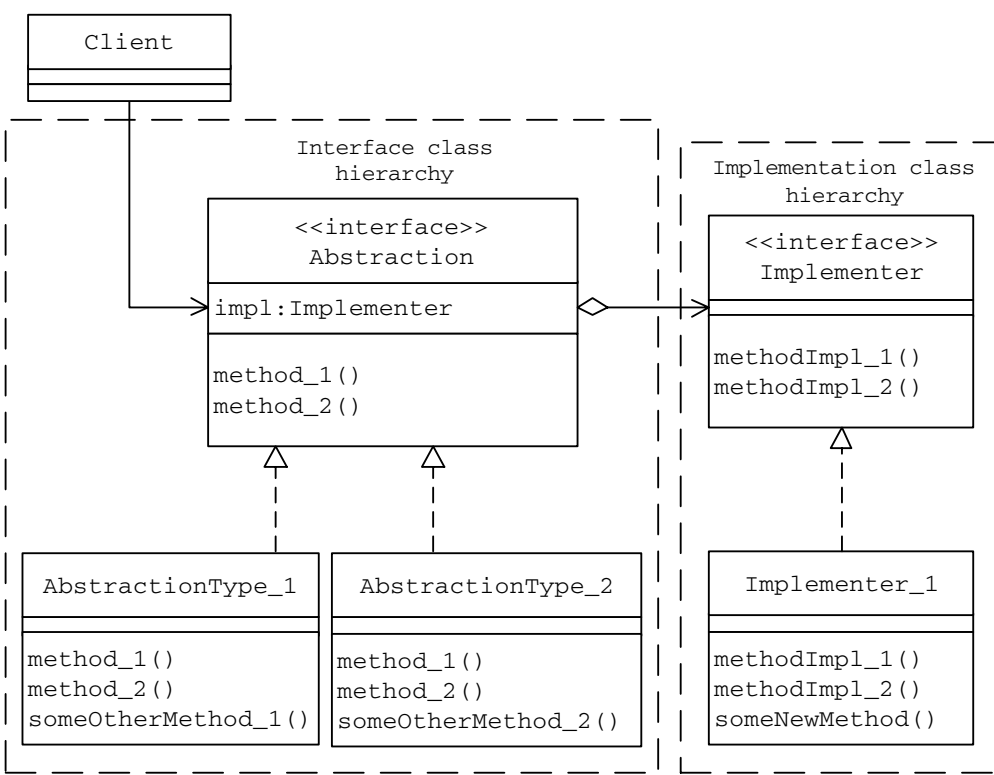 Client
Interface class
hierarchy
<<interface>>
Abstraction
impl:Implementer
method_1()
method_2()
AbstractionType_1
method_1()
method_2()
someOtherMethod_1()
AbstractionType_2
method_1()
method_2()
someOtherMethod_2()
Implementation class
hierarchy
<<interface>>
Implementer
methodImpl_1()
methodImpl_2()
Implementer_1
methodImpl_1()
methodImpl_2()
someNewMethod()